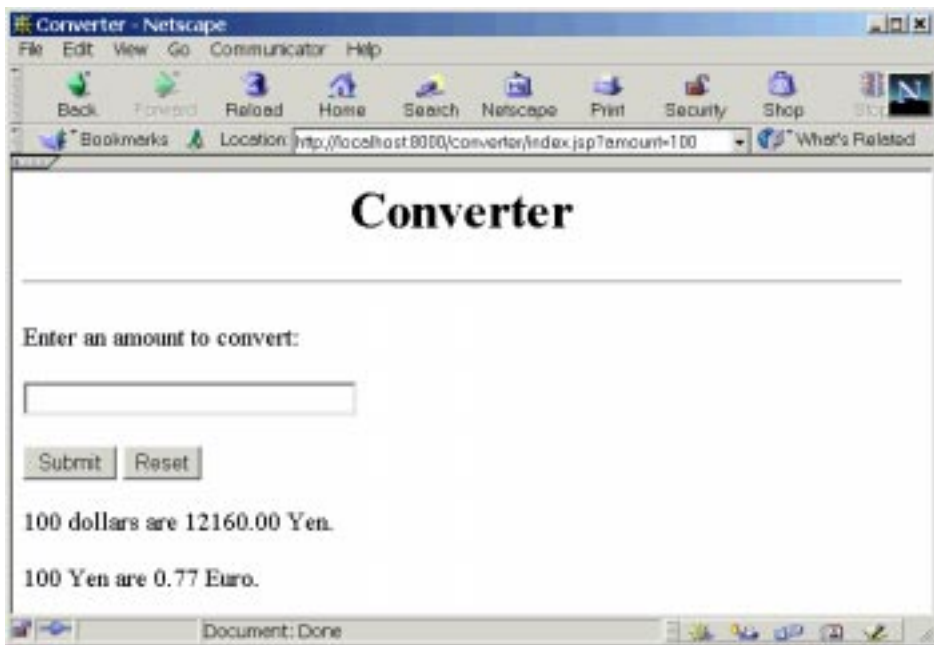 Converter - Netscape
File Edit View Go Communicator Help
Back Forward Reload Home Search Netscape Print Security Shop Stop N
Bookmarks Location: http://localhost:8000/converter/index.jsp?amount=100 What's Related
Converter
Enter an amount to convert:
Submit Reset
100 dollars are 12160.00 Yen.
100 Yen are 0.77 Euro.
Document: Done